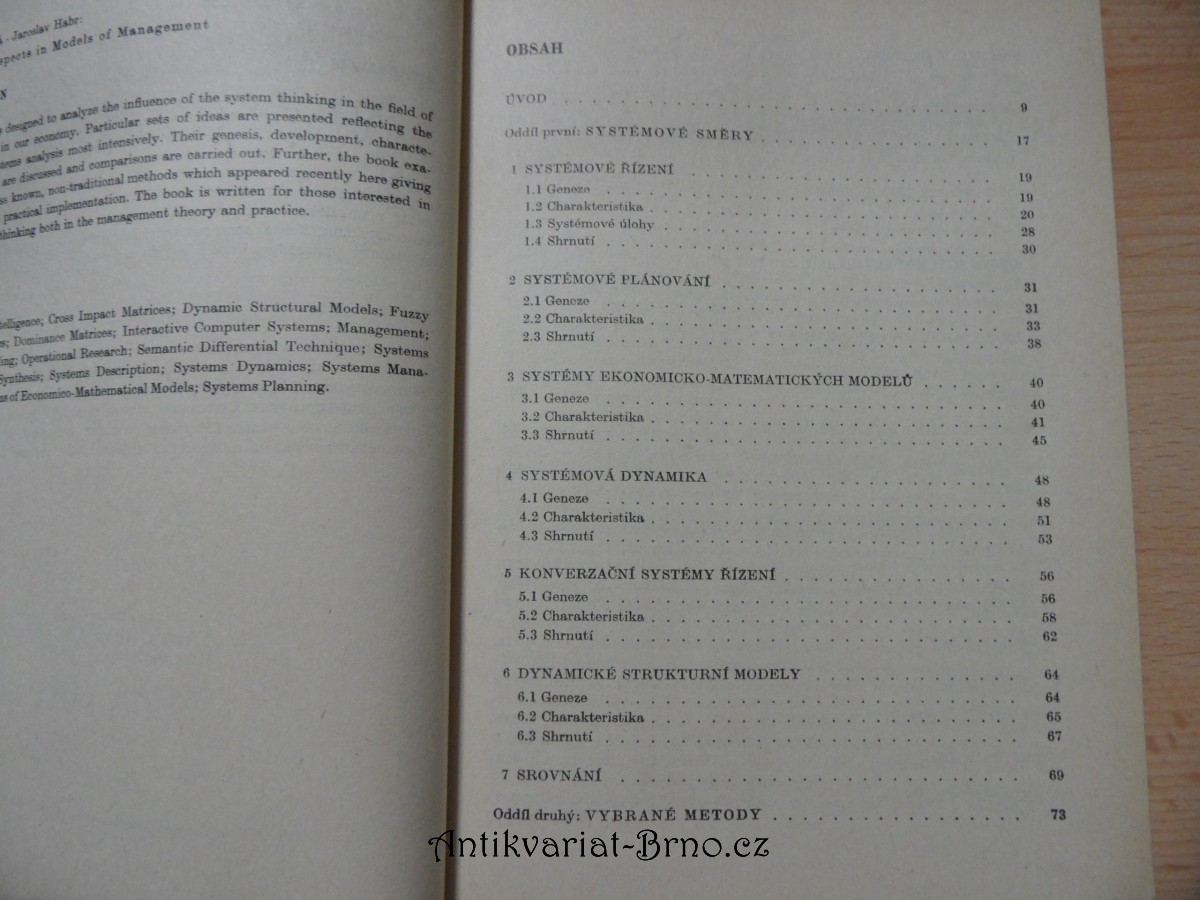 Jaroslav Habr:
spects in Models of Management
N
designed to analyze the influence of the system thinking in the field of
in our economy. Particular sets of ideas are presented reflecting the
tems analysis most intensively. Their genesis, development, characte-
are discussed and comparisons are carried out. Further, the book exa-
ss known, non-traditional methods which appeared recently here giving
practical implementation. The book is written for those interested in
thinking both in the management theory and practice.
telligence; Cross Impact Matrices; Dynamic Structural Models; Fuzzy
s; Dominance Matrices; Interactive Computer Systems; Management;
ing; Operational Research; Semantic Differential Technique; Systems
Synthesis; Systems Description; Systems Dynamics; Systems Mana-
ns of Economico-Mathematical Models; Systems Planning.
OBSAH
ÚVOD . . . . . . . . . . 9
Oddíl první: SYSTÉMOVÉ SMĚRY . . . . . . . . . . 17
1 SYSTÉMOVÉ ŘÍZENÍ . . . . . . . . . . 19
1.1 Geneze . . . . . . . . . . 19
1.2 Charakteristika . . . . . . . . . . 20
1.3 Systémové úlohy . . . . . . . . . . 28
1.4 Shrnutí . . . . . . . . . . 30
2 SYSTÉMOVÉ PLÁNOVÁNÍ . . . . . . . . . . 31
2.1 Geneze . . . . . . . . . . 31
2.2 Charakteristika . . . . . . . . . . 33
2.3 Shrnutí . . . . . . . . . . 38
3 SYSTÉMY EKONOMICKO-MATEMATICKÝCH MODELŮ . . . . . . 40
3.1 Geneze . . . . . . . . . . 40
3.2 Charakteristika . . . . . . . . . . 41
3.3 Shrnutí . . . . . . . . . . 45
4 SYSTÉMOVÁ DYNAMIKA . . . . . . . . . . 48
4.1 Geneze . . . . . . . . . . 48
4.2 Charakteristika . . . . . . . . . . 51
4.3 Shrnutí . . . . . . . . . . 53
5 KONVERZAČNÍ SYSTÉMY ŘÍZENÍ . . . . . . . . . . 56
5.1 Geneze . . . . . . . . . . 56
5.2 Charakteristika . . . . . . . . . . 58
5.3 Shrnutí . . . . . . . . . . 62
6 DYNAMICKÉ STRUKTURNÍ MODELY . . . . . . . . . . 64
6.1 Geneze . . . . . . . . . . 64
6.2 Charakteristika . . . . . . . . . . 65
6.3 Shrnutí . . . . . . . . . . 67
7 SROVNÁNÍ . . . . . . . . . . 69
Oddíl druhý: VYBRANÉ METODY . . . . . . . . . . 73
Antikvariat-Brno.cz